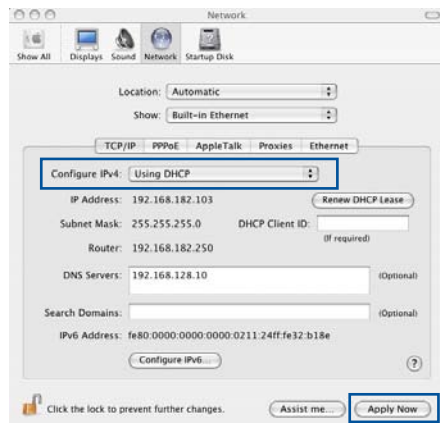 Network
Show All Displays Sound Network Startup Disk
Location: Automatic
Show: Built-in Ethernet
TCP/IP PPPoE AppleTalk Proxies Ethernet
Configure IPv4: Using DHCP
IP Address: 192.168.182.103 Renew DHCP Lease
Subnet Mask: 255.255.255.0 DHCP Client ID:
(If required)
Router: 192.168.182.250
DNS Servers: 192.168.128.10 (Optional)
Search Domains: (Optional)
IPv6 Address: fe80:0000:0000:0000:0211:24ff:fe32:b18e
Configure IPv6... ?
Click the lock to prevent further changes. Assist me... Apply Now